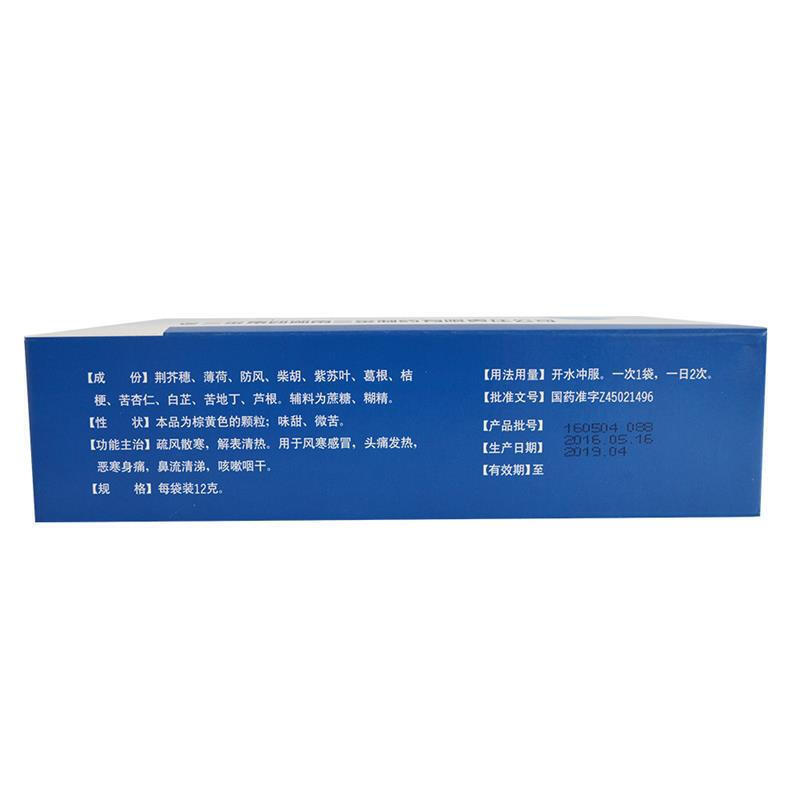 【成　份】荆芥穗、薄荷、防风、柴胡、紫苏叶、葛根、桔
梗、苦杏仁、白芷、苦地丁、芦根。辅料为蔗糖、糊精。
【性　状】本品为棕黄色的颗粒；味甜、微苦。
【功能主治】疏风散寒，解表清热。用于风寒感冒，头痛发热，
恶寒身痛，鼻流清涕，咳嗽咽干。
【规　格】每袋装12克。
【用法用量】开水冲服。一次1袋，一日2次。
【批准文号】国药准字Z45021496
【产品批号】160504 088
【生产日期】2016.05.16
【有效期】至 2019.04